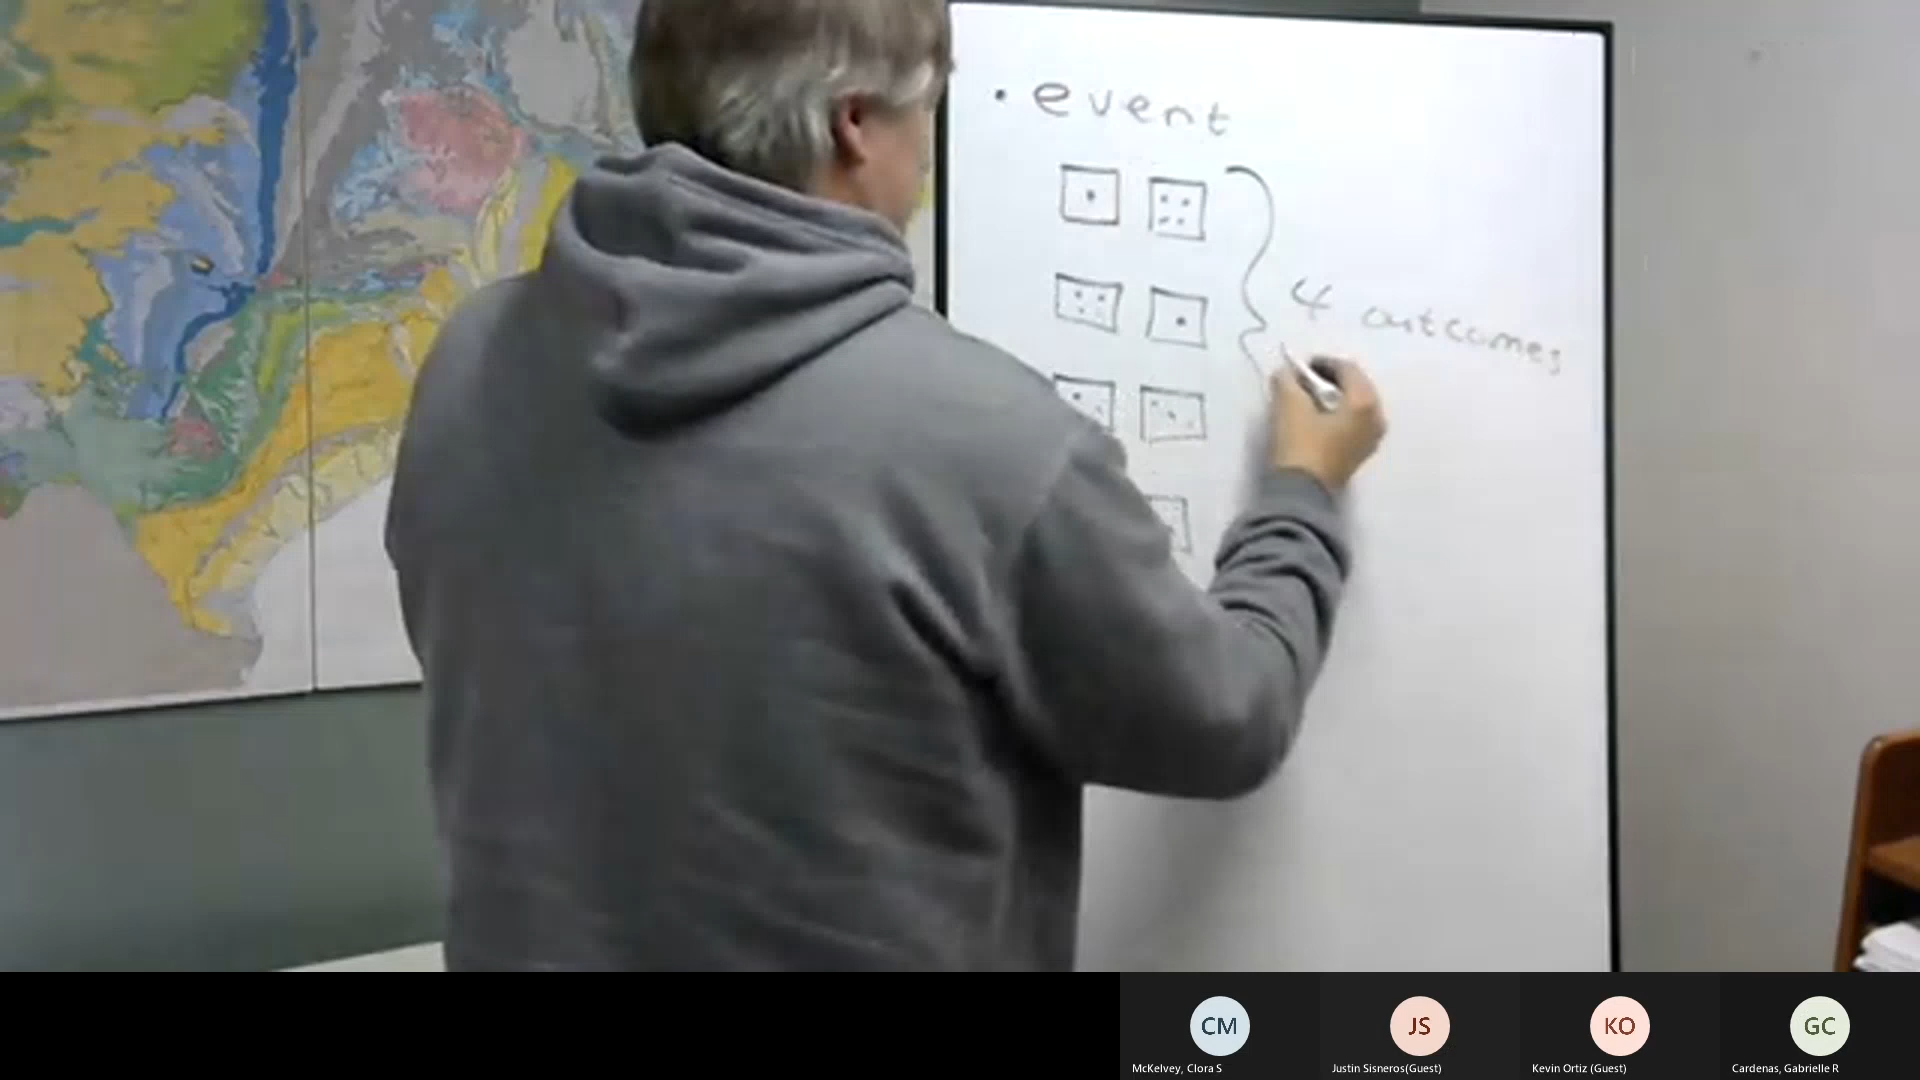 • event
4 outcomes
CM
JS
KO
GC
McKelvey, Clora S
Justin Sisneros(Guest)
Kevin Ortiz (Guest)
Cardenas, Gabrielle R